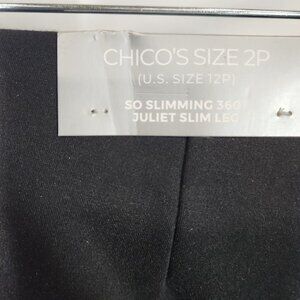 CHICO'S SIZE 2P
(U.S. SIZE 12P)
SO SLIMMING 360
JULIET SLIM LEG